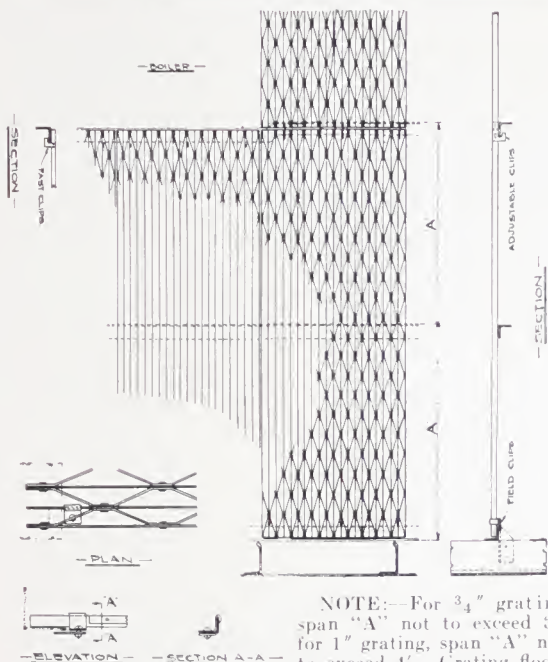 — BOILER —
— SECTION —
FAST CLIPS
"A"
ADJUSTABLE CLIPS
— SECTION —
"A"
FIELD CLIPS
— PLAN —
"A"
"A"
— ELEVATION —
— SECTION A-A —
NOTE:—For 3/4" gratin
span "A" not to exceed
for 1" grating, span "A" n